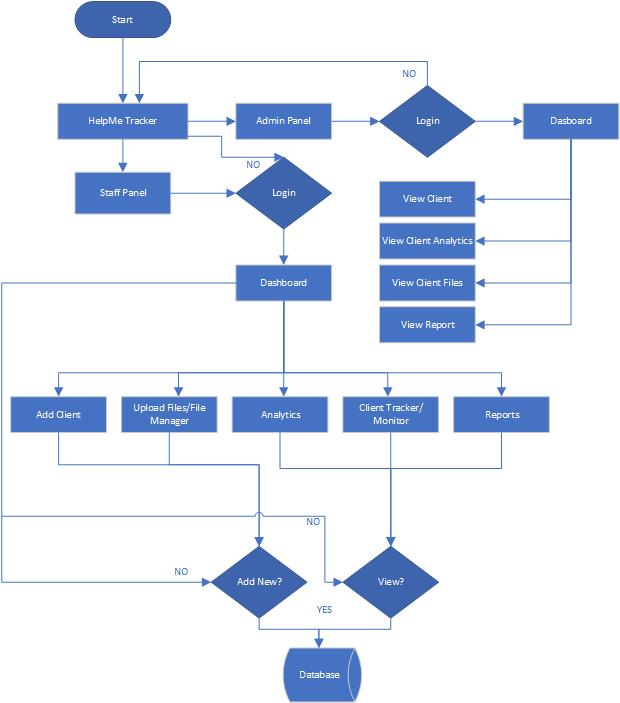 Start
NO
HelpMe Tracker
Admin Panel
Login
Dasboard
NO
Staff Panel
Login
View Client
View Client Analytics
Dashboard
View Client Files
View Report
Add Client
Upload Files/File
Manager
Analytics
Client Tracker/
Monitor
Reports
NO
NO
Add New?
View?
YES
Database